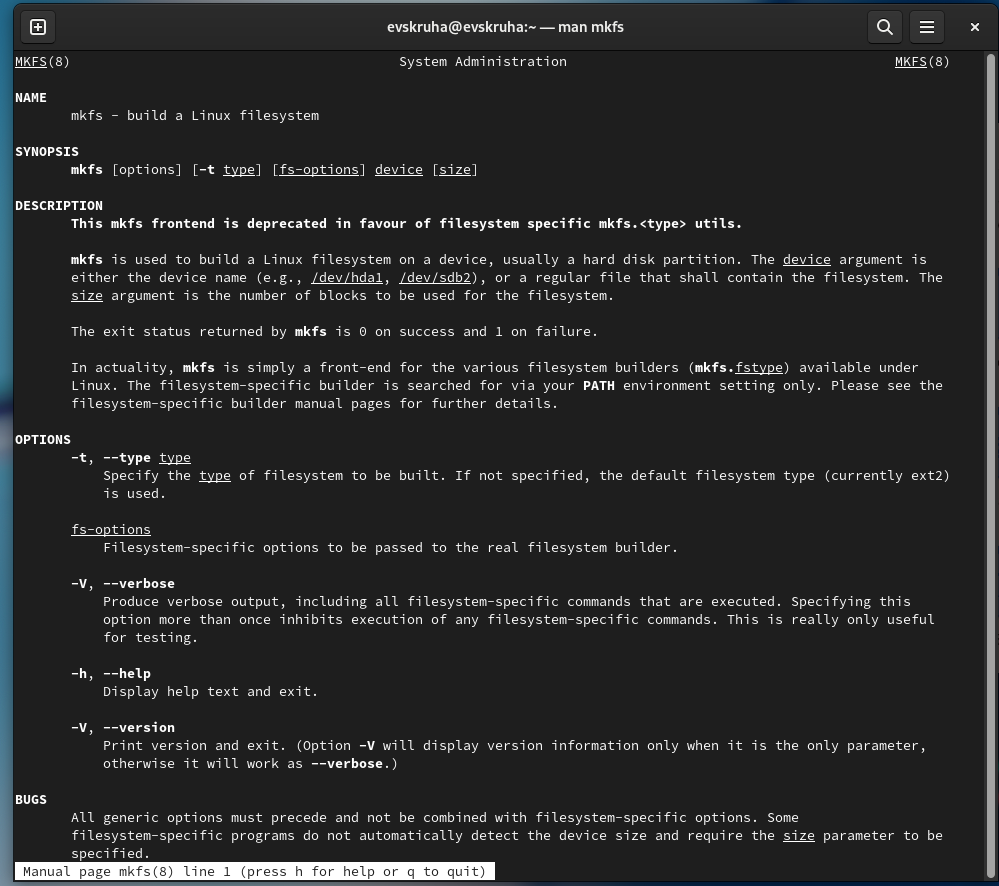 evskruha@evskruha:~ — man mkfs
MKFS(8) System Administration MKFS(8)
NAME
mkfs - build a Linux filesystem
SYNOPSIS
mkfs [options] [-t type] [fs-options] device [size]
DESCRIPTION
This mkfs frontend is deprecated in favour of filesystem specific mkfs.<type> utils.
mkfs is used to build a Linux filesystem on a device, usually a hard disk partition. The device argument is
either the device name (e.g., /dev/hda1, /dev/sdb2), or a regular file that shall contain the filesystem. The
size argument is the number of blocks to be used for the filesystem.
The exit status returned by mkfs is 0 on success and 1 on failure.
In actuality, mkfs is simply a front-end for the various filesystem builders (mkfs.fstype) available under
Linux. The filesystem-specific builder is searched for via your PATH environment setting only. Please see the
filesystem-specific builder manual pages for further details.
OPTIONS
-t, --type type
Specify the type of filesystem to be built. If not specified, the default filesystem type (currently ext2)
is used.
fs-options
Filesystem-specific options to be passed to the real filesystem builder.
-V, --verbose
Produce verbose output, including all filesystem-specific commands that are executed. Specifying this
option more than once inhibits execution of any filesystem-specific commands. This is really only useful
for testing.
-h, --help
Display help text and exit.
-V, --version
Print version and exit. (Option -V will display version information only when it is the only parameter,
otherwise it will work as --verbose.)
BUGS
All generic options must precede and not be combined with filesystem-specific options. Some
filesystem-specific programs do not automatically detect the device size and require the size parameter to be
specified.
Manual page mkfs(8) line 1 (press h for help or q to quit)